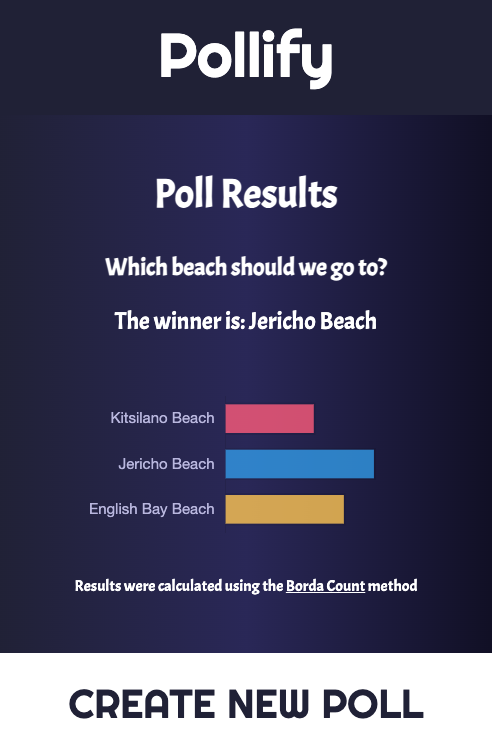 Pollify
Poll Results
Which beach should we go to?
The winner is: Jericho Beach
Kitsilano Beach
Jericho Beach
English Bay Beach
Results were calculated using the Borda Count method
CREATE NEW POLL